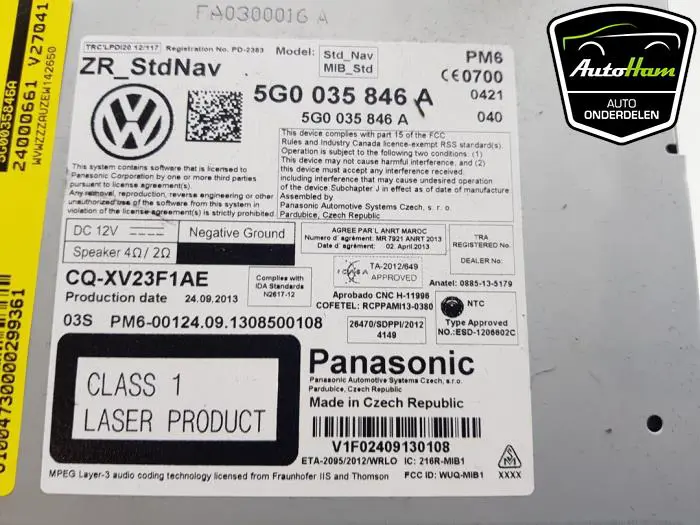 FA0300016 A
AutoHam
AUTO
ONDERDELEN
TRC'LPDI20 12/117 Registration No. PD-2383
Model: Std_Nav
MIB_Std
PM6
ZR_StdNav
CE0700
5G0 035 846 A 0421
5G0 035 846 A 040
This system contains software that is licensed to
Panasonic Corporation by one or more third parties
pursuant to license agreement(s).
Any removal, reproduction, reverse engineering or other
unauthorized use of this software in
violation of the license agreement(s) is strictly prohibited.
This device complies with part 15 of the FCC
Rules and Industry Canada licence-exempt RSS standard(s).
Operation is subject to the following two conditions: (1)
This device may not cause harmful interference, and (2)
this device must accept any interference received,
including interference that may cause undesired operation
of the device. Subchapter J in effect as of date of manufacture
Assembled by
Panasonic Automotive Systems Czech, s. r. o.
Pardubice, Czech Republic
DC 12V
Negative Ground
Speaker 4Ω/ 2Ω
AGREE PAR L'ANRT MAROC
Numero d'agrément: MR 7921 ANRT 2013
Date d'agrément: 02. April.2013
TRA
REGISTERED No:
DEALER No:
CQ-XV23F1AE
Production date 24.09.2013
Complies with
IDA Standards
N2617-12
ICASA
TA-2012/649
APPROVED
Anatel: 0885-13-5179
Aprobado CNC H-11996
COFETEL: RCPPAMI13-0380
NTC
03S PM6-00124.09.1308500108
26470/SDPPI/2012
4149
Type Approved
No.:ESD-1206802C
CLASS 1
LASER PRODUCT
Panasonic
Panasonic Automotive Systems Czech, s.r.o.
Pardubice, Czech Republic
Made in Czech Republic
V1F02409130108
ETA-2095/2012/WRLO IC: 216R-MIB1
MPEG Layer-3 audio coding technology licensed from Fraunhofer IIS and Thomson
FCC ID: WUQ-MIB1
XXXX
5G0035846A
24000661 V27041
WVWZZZAUZEW142650
61004730000299361